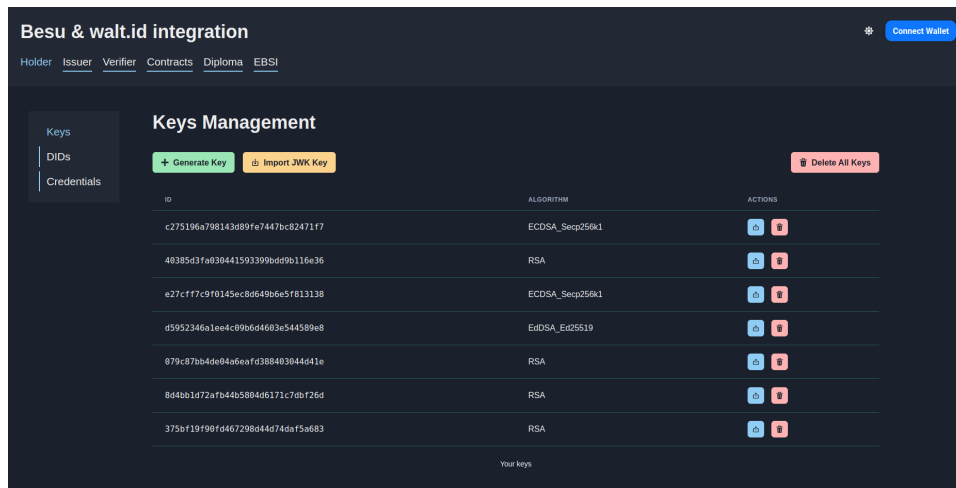 Besu & walt.id integration
Connect Wallet
Holder Issuer Verifier Contracts Diploma EBSI
Keys
DIDs
Credentials
Keys Management
Generate Key Import JWK Key Delete All Keys
ID ALGORITHM ACTIONS
c275196a798143d89fe7447bc82471f7 ECDSA_Secp256k1
40385d3fa030441593399bdd9b116e36 RSA
e27cff7c9f0145ec8d649b6e5f813138 ECDSA_Secp256k1
d5952346a1ee4c09b6d4603e544589e8 EdDSA_Ed25519
079c87bb4de04a6eafd388403044d41e RSA
8d4bb1d72afb44b5804d6171c7dbf26d RSA
375bf19f90fd467298d44d74daf5a683 RSA
Your keys